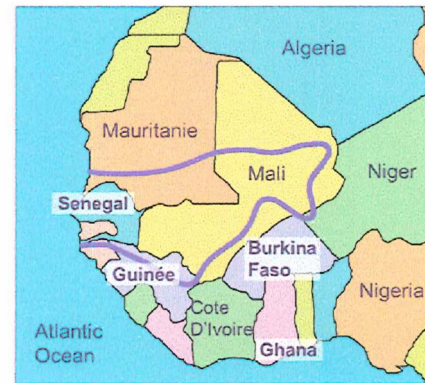 Algeria
Mauritanie
Mali
Niger
Senegal
Burkina
Faso
Guinée
Nigeria
Cote
D'Ivoire
Atlantic
Ocean
Ghana